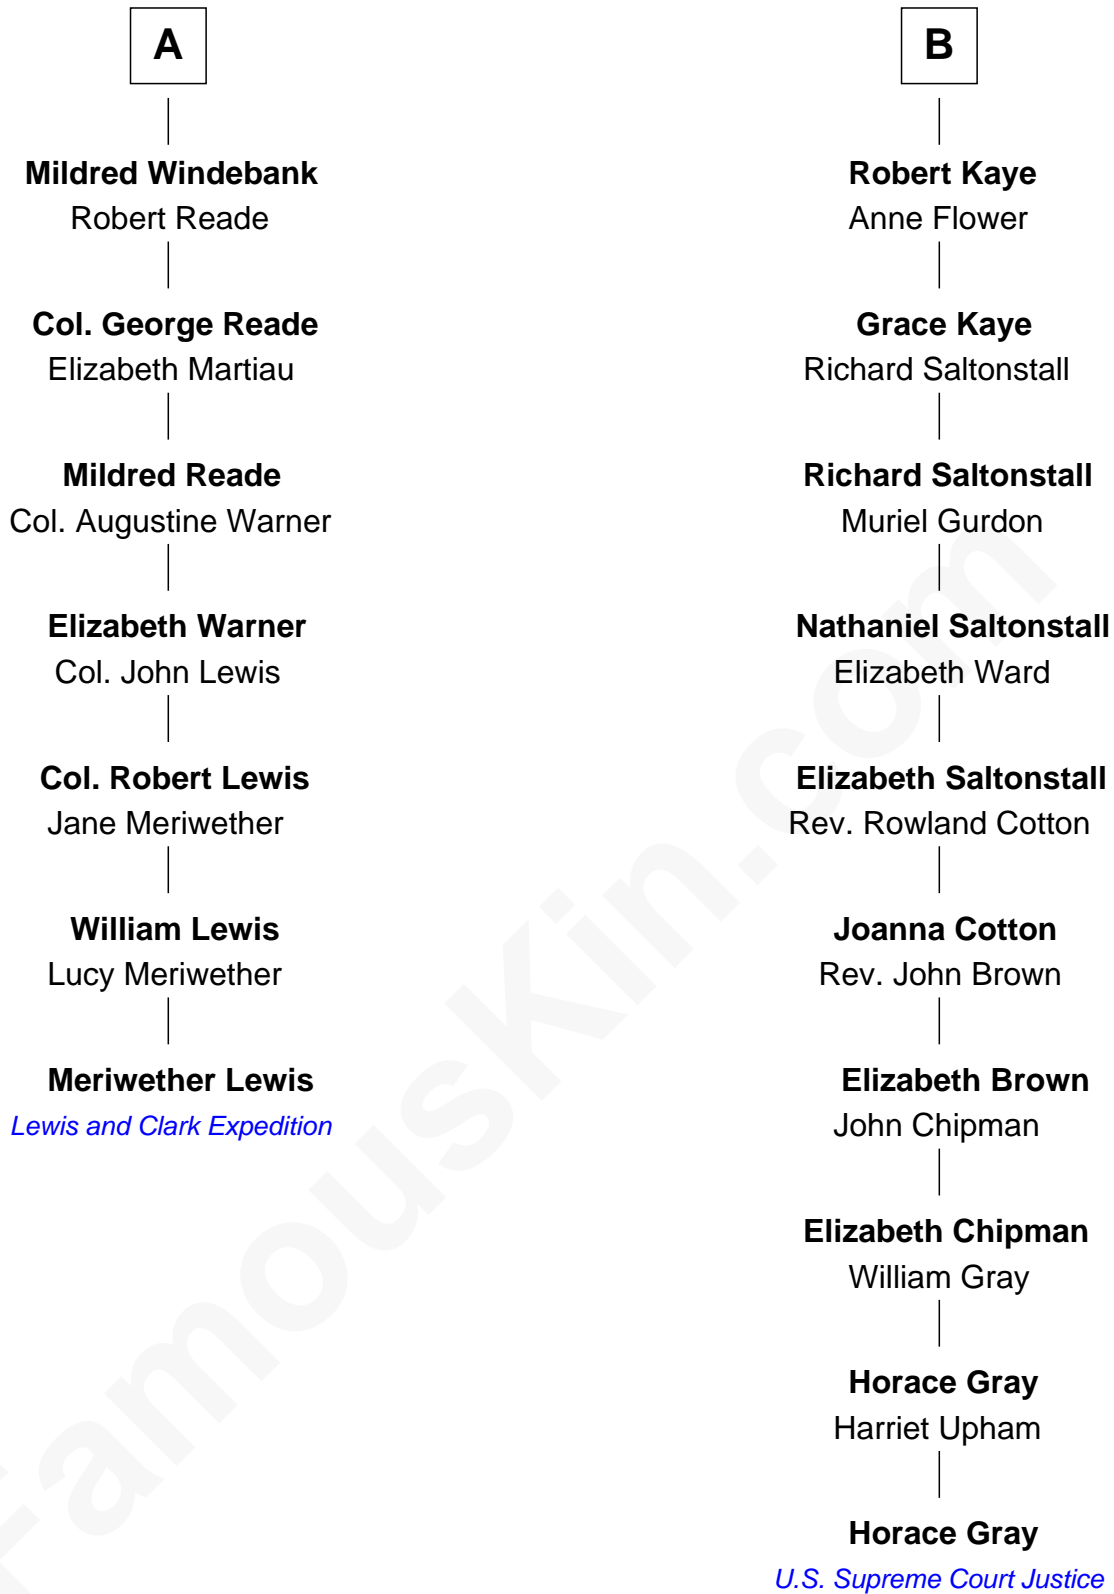 A
Mildred Windebank
Robert Reade
Col. George Reade
Elizabeth Martiau
Mildred Reade
Col. Augustine Warner
Elizabeth Warner
Col. John Lewis
Col. Robert Lewis
Jane Meriwether
William Lewis
Lucy Meriwether
Meriwether Lewis
Lewis and Clark Expedition
B
Robert Kaye
Anne Flower
Grace Kaye
Richard Saltonstall
Richard Saltonstall
Muriel Gurdon
Nathaniel Saltonstall
Elizabeth Ward
Elizabeth Saltonstall
Rev. Rowland Cotton
Joanna Cotton
Rev. John Brown
Elizabeth Brown
John Chipman
Elizabeth Chipman
William Gray
Horace Gray
Harriet Upham
Horace Gray
U.S. Supreme Court Justice
FamousKin.com